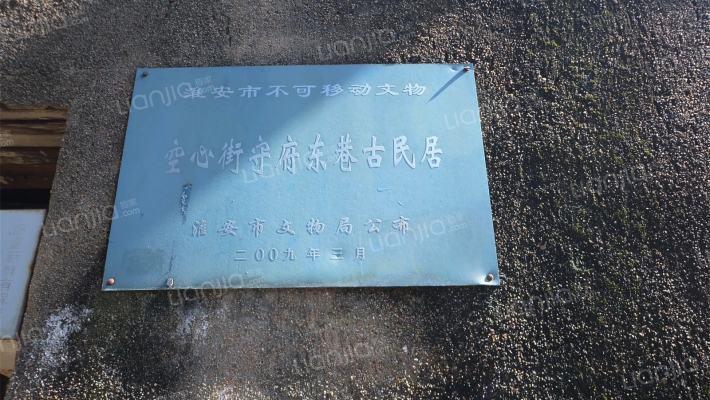 淮安市不可移动文物
空心街守府东巷古民居
淮安市文物局公布
二00九年三月